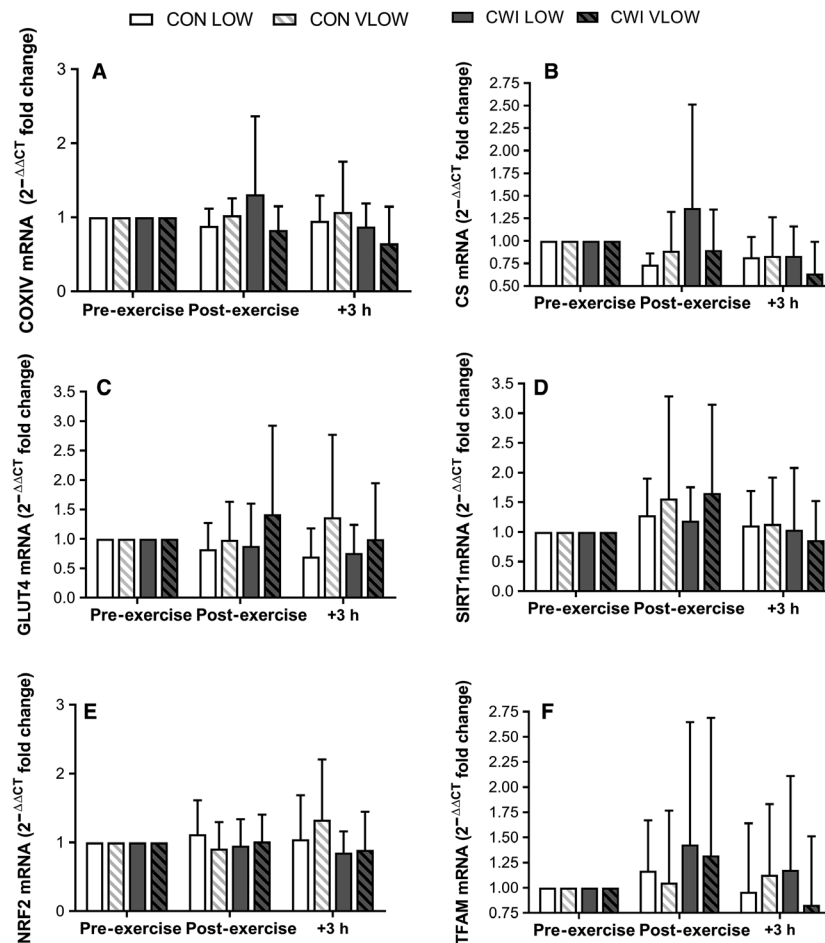 CON LOW CON VLOW CWI LOW CWI VLOW
A
COXIV mRNA (2−ΔΔCT fold change)
3
2
1
0
Pre-exercise Post-exercise +3 h
B
CS mRNA (2−ΔΔCT fold change)
2.75
2.50
2.25
2.00
1.75
1.50
1.25
1.00
0.75
0.50
Pre-exercise Post-exercise +3 h
C
GLUT4 mRNA (2−ΔΔCT fold change)
3.5
3.0
2.5
2.0
1.5
1.0
0.5
0.0
Pre-exercise Post-exercise +3 h
D
SIRT1mRNA (2−ΔΔCT fold change)
3.5
3.0
2.5
2.0
1.5
1.0
0.5
0.0
Pre-exercise Post-exercise +3 h
E
NRF2 mRNA (2−ΔΔCT fold change)
3
2
1
0
Pre-exercise Post-exercise +3 h
F
TFAM mRNA (2−ΔΔCT fold change)
2.75
2.50
2.25
2.00
1.75
1.50
1.25
1.00
0.75
Pre-exercise Post-exercise +3 h